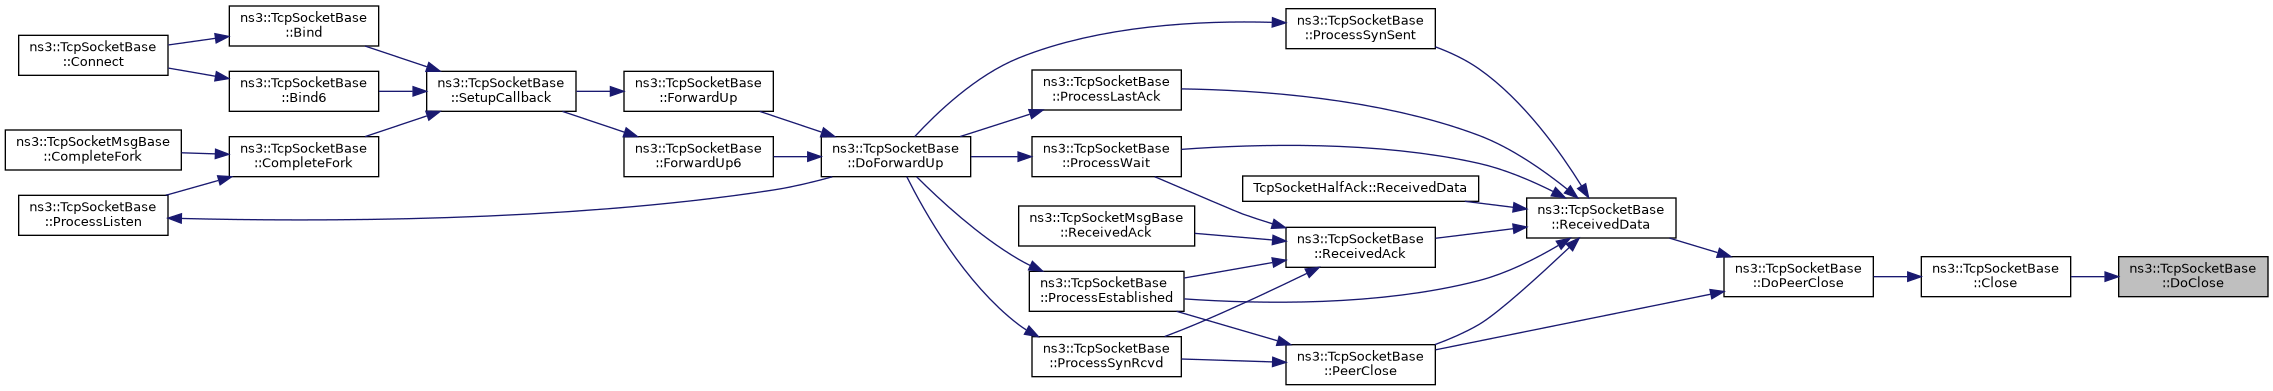 ns3::TcpSocketBase
::Connect
ns3::TcpSocketMsgBase
::CompleteFork
ns3::TcpSocketBase
::ProcessListen
ns3::TcpSocketBase
::Bind
ns3::TcpSocketBase
::Bind6
ns3::TcpSocketBase
::CompleteFork
ns3::TcpSocketBase
::SetupCallback
ns3::TcpSocketBase
::ForwardUp
ns3::TcpSocketBase
::ForwardUp6
ns3::TcpSocketBase
::DoForwardUp
ns3::TcpSocketBase
::ProcessLastAck
ns3::TcpSocketBase
::ProcessWait
ns3::TcpSocketMsgBase
::ReceivedAck
ns3::TcpSocketBase
::ProcessEstablished
ns3::TcpSocketBase
::ProcessSynRcvd
ns3::TcpSocketBase
::ProcessSynSent
TcpSocketHalfAck::ReceivedData
ns3::TcpSocketBase
::ReceivedAck
ns3::TcpSocketBase
::PeerClose
ns3::TcpSocketBase
::ReceivedData
ns3::TcpSocketBase
::DoPeerClose
ns3::TcpSocketBase
::Close
ns3::TcpSocketBase
::DoClose